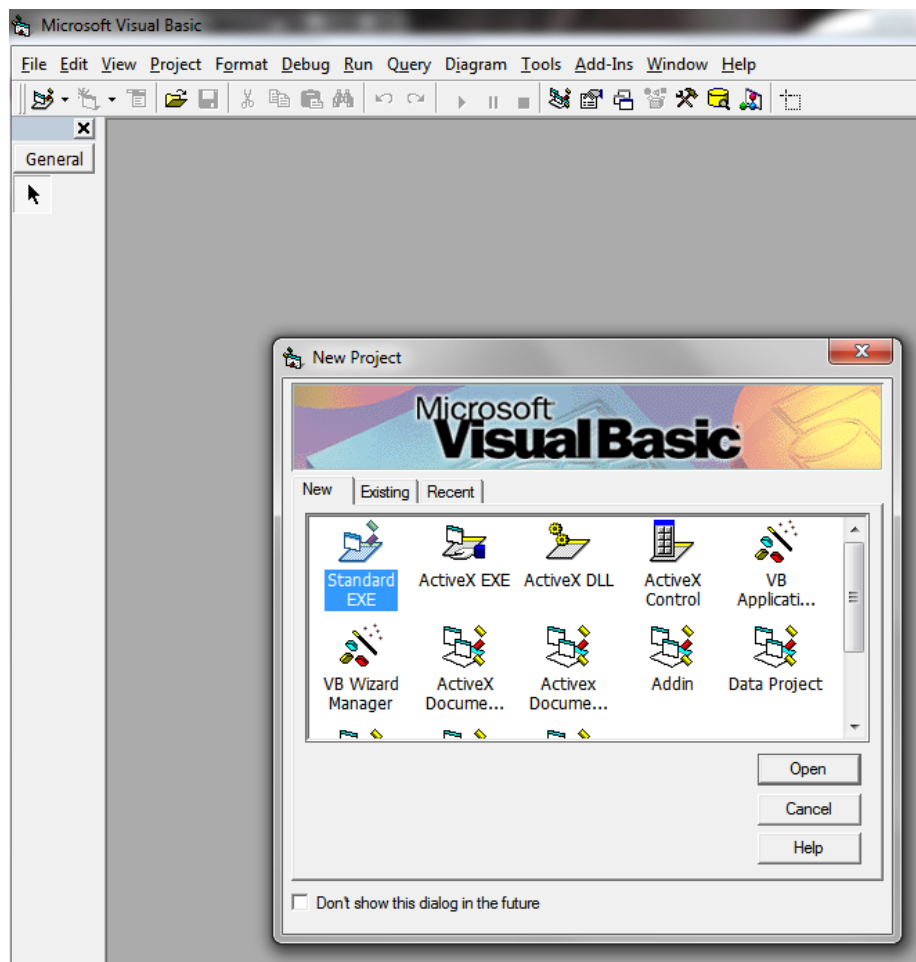 Microsoft Visual Basic
File Edit View Project Format Debug Run Query Diagram Tools Add-Ins Window Help
General
New Project
Microsoft
Visual Basic
New Existing Recent
Standard EXE
ActiveX EXE
ActiveX DLL
ActiveX Control
VB Applicati...
VB Wizard Manager
ActiveX Docume...
Activex Docume...
Addin
Data Project
Open
Cancel
Help
Don't show this dialog in the future